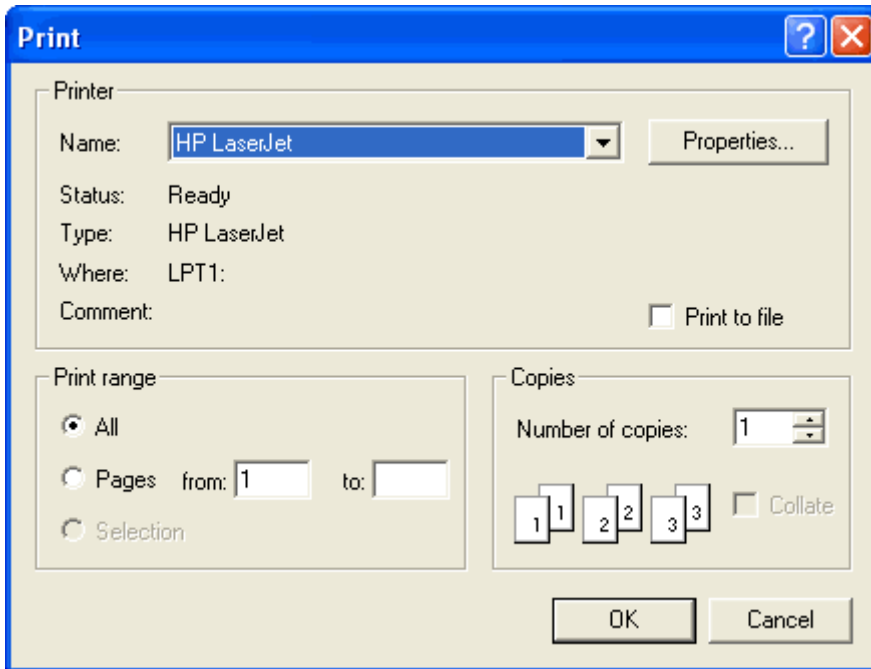 Print
Printer
Name: HP LaserJet Properties...
Status: Ready
Type: HP LaserJet
Where: LPT1:
Comment:
Print to file
Print range
All
Pages from: 1 to:
Selection
Copies
Number of copies: 1
1 1 2 2 3 3 Collate
OK Cancel